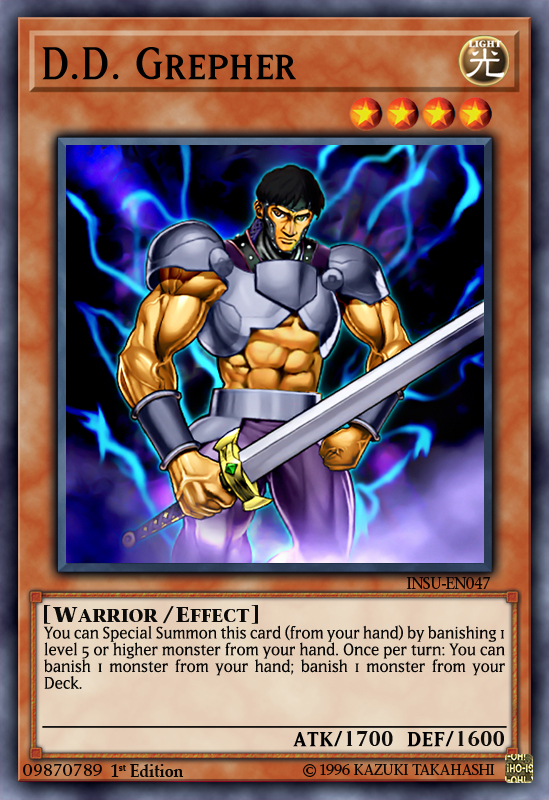 D.D. Grepher
LIGHT
光
INSU-EN047
[Warrior /Effect]
You can Special Summon this card (from your hand) by banishing 1
level 5 or higher monster from your hand. Once per turn: You can
banish 1 monster from your hand; banish 1 monster from your
Deck.
ATK/1700 DEF/1600
09870789 1st Edition © 1996 KAZUKI TAKAHASHI